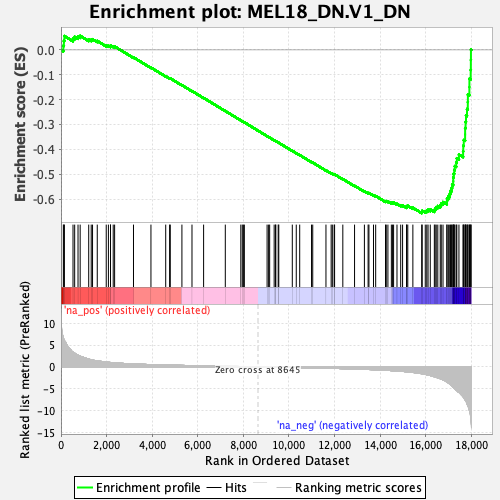 Enrichment plot: MEL18_DN.V1_DN
Enrichment score (ES)
0.0
-0.1
-0.2
-0.3
-0.4
-0.5
-0.6
'na_pos' (positively correlated)
Ranked list metric (PreRanked)
10
5
0
-5
-10
-15
Zero cross at 8645
'na_neg' (negatively correlated)
0
2,000
4,000
6,000
8,000
10,000
12,000
14,000
16,000
18,000
Rank in Ordered Dataset
Enrichment profile
Hits
Ranking metric scores